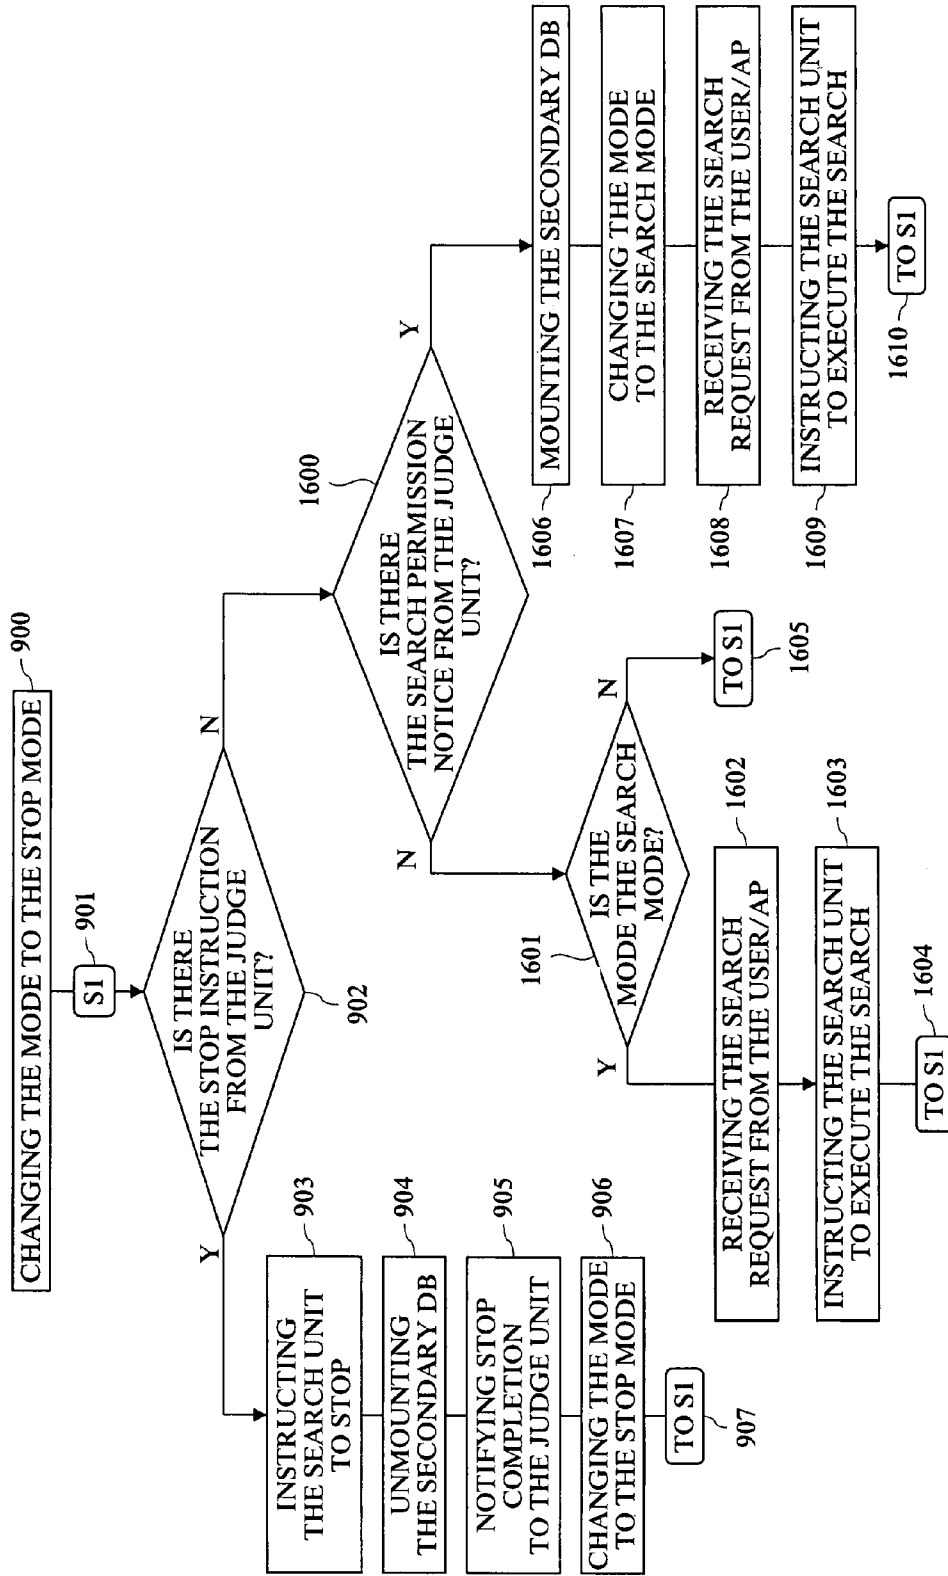 CHANGING THE MODE TO THE STOP MODE
900
S1
901
IS THERE
THE STOP INSTRUCTION
FROM THE JUDGE
UNIT?
902
Y
N
INSTRUCTING
THE SEARCH UNIT
TO STOP
903
UNMOUNTING
THE SECONDARY DB
904
NOTIFYING STOP
COMPLETION
TO THE JUDGE UNIT
905
CHANGING THE MODE
TO THE STOP MODE
906
TO S1
907
IS THERE
THE SEARCH PERMISSION
NOTICE FROM THE JUDGE
UNIT?
1600
N
Y
IS THE
MODE THE SEARCH
MODE?
1601
Y
N
RECEIVING THE SEARCH
REQUEST FROM THE USER/AP
1602
INSTRUCTING THE SEARCH UNIT
TO EXECUTE THE SEARCH
1603
TO S1
1604
TO S1
1605
MOUNTING THE SECONDARY DB
1606
CHANGING THE MODE
TO THE SEARCH MODE
1607
RECEIVING THE SEARCH
REQUEST FROM THE USER/AP
1608
INSTRUCTING THE SEARCH UNIT
TO EXECUTE THE SEARCH
1609
TO S1
1610